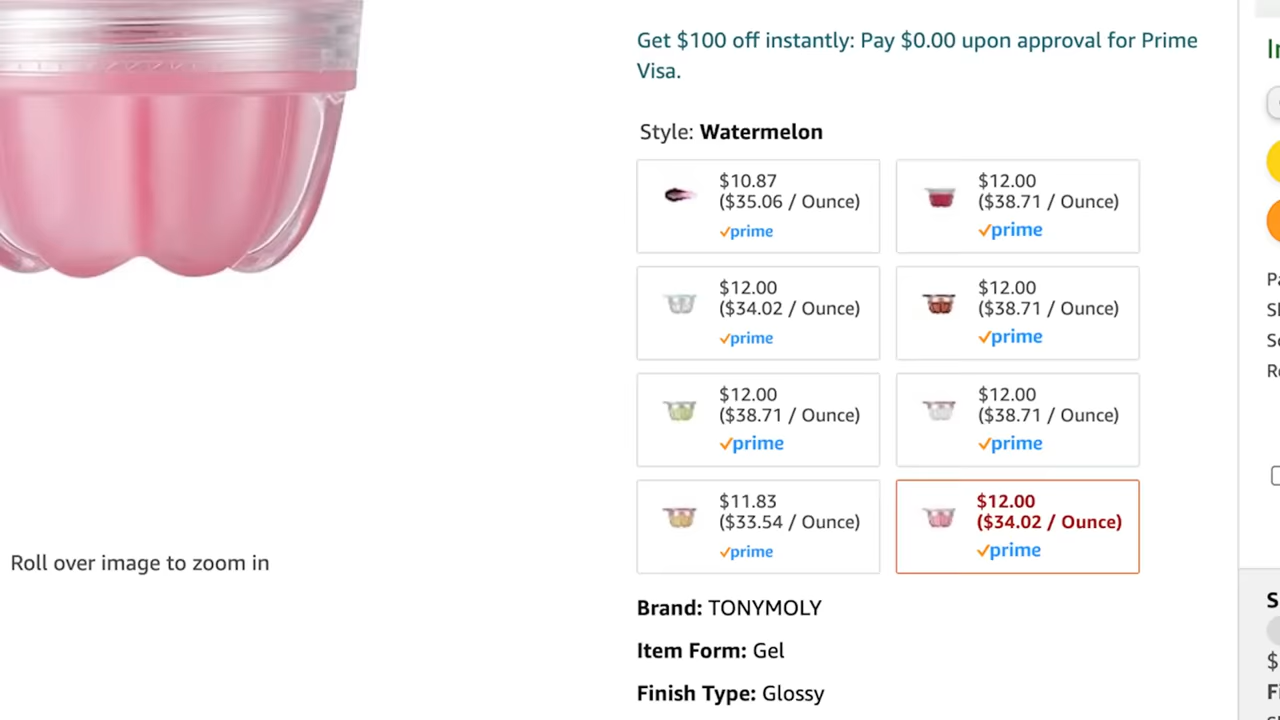 Get $100 off instantly: Pay $0.00 upon approval for Prime
Visa.
Style: Watermelon
$10.87
($35.06 / Ounce)
prime
$12.00
($38.71 / Ounce)
prime
$12.00
($34.02 / Ounce)
prime
$12.00
($38.71 / Ounce)
prime
$12.00
($38.71 / Ounce)
prime
$12.00
($38.71 / Ounce)
prime
$11.83
($33.54 / Ounce)
prime
$12.00
($34.02 / Ounce)
prime
Roll over image to zoom in
Brand: TONYMOLY
Item Form: Gel
Finish Type: Glossy